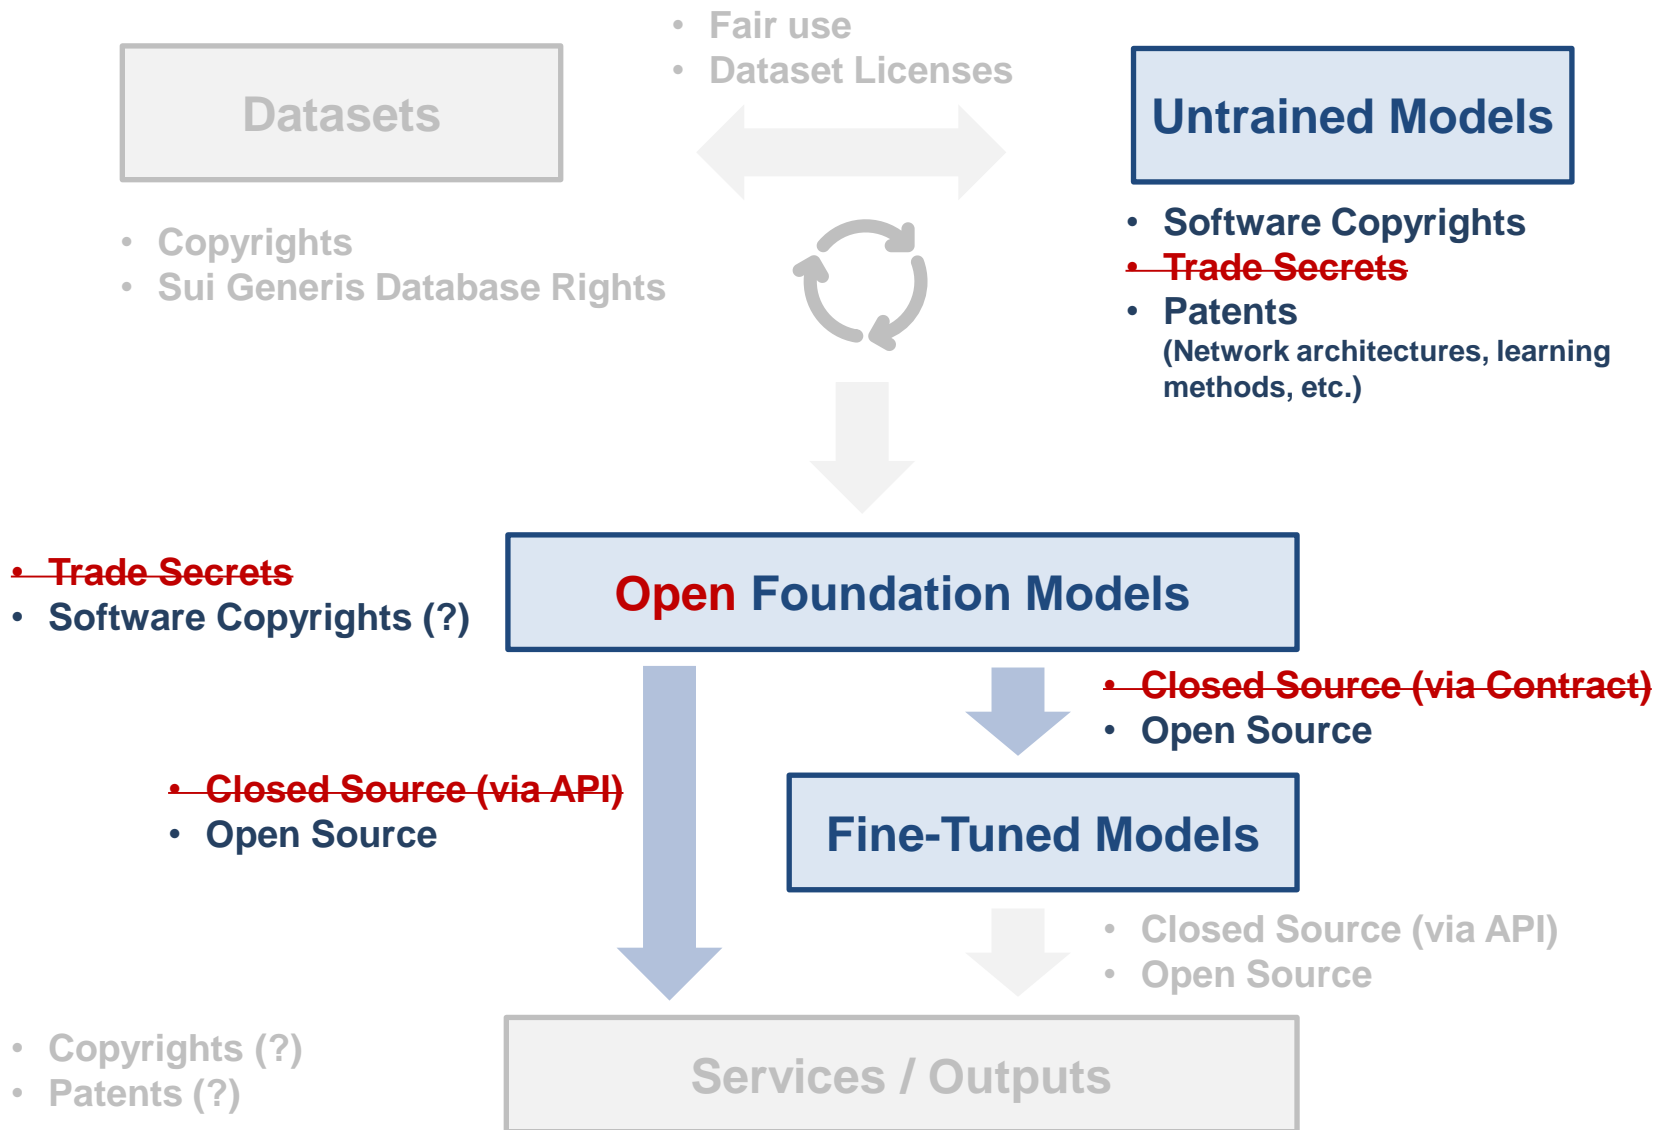 • Fair use
• Dataset Licenses
Datasets
Untrained Models
• Copyrights
• Sui Generis Database Rights
• Software Copyrights
• Trade Secrets
• Patents
(Network architectures, learning
methods, etc.)
• Trade Secrets
• Software Copyrights (?)
Open Foundation Models
• Closed Source (via Contract)
• Open Source
• Closed Source (via API)
• Open Source
Fine-Tuned Models
• Closed Source (via API)
• Open Source
• Copyrights (?)
• Patents (?)
Services / Outputs